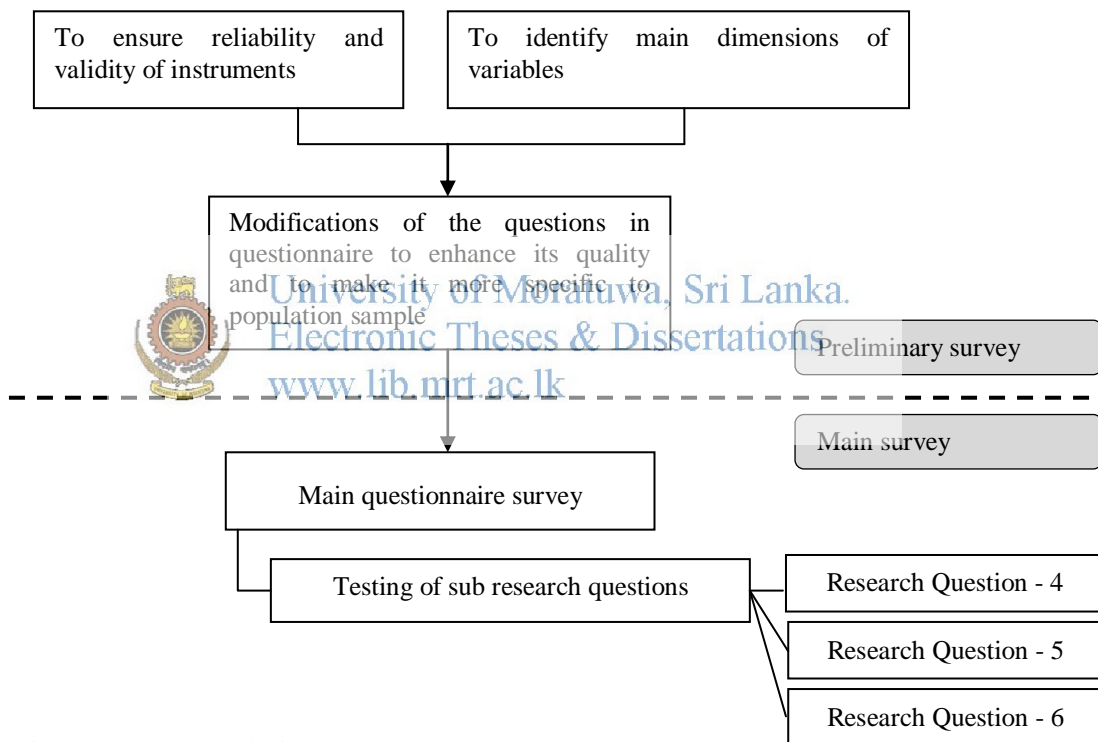 To ensure reliability and
validity of instruments
To identify main dimensions of
variables
Modifications of the questions in
questionnaire to enhance its quality
and to make it more specific to
population sample
University of Moratuwa, Sri Lanka.
Electronic Theses & Dissertations
www.lib.mrt.ac.lk
Preliminary survey
Main survey
Main questionnaire survey
Testing of sub research questions
Research Question - 4
Research Question - 5
Research Question - 6